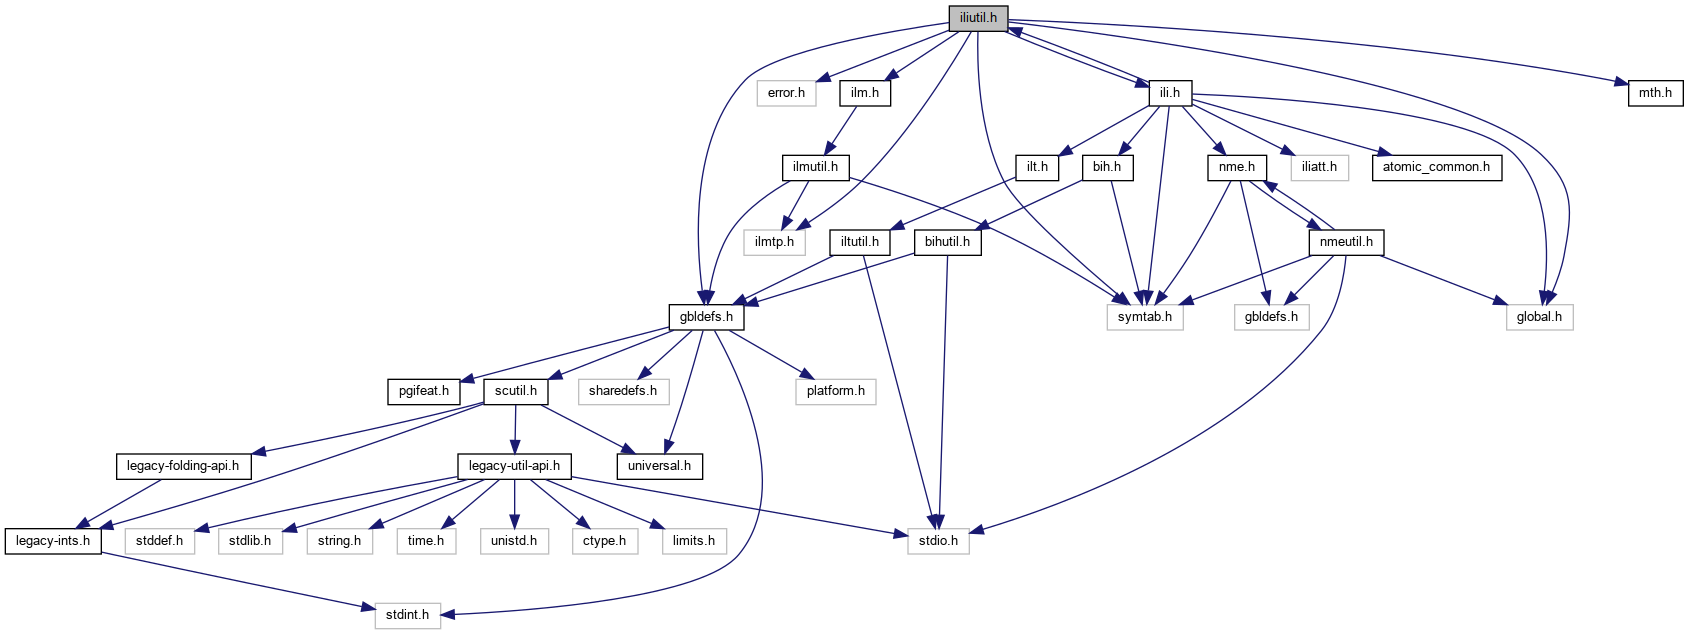 iliutil.h
error.h
ilm.h
ili.h
mth.h
ilmutil.h
ilt.h
bih.h
nme.h
iliatt.h
atomic_common.h
ilmtp.h
iltutil.h
bihutil.h
nmeutil.h
gbldefs.h
symtab.h
gbldefs.h
global.h
pgifeat.h
scutil.h
sharedefs.h
platform.h
legacy-folding-api.h
legacy-util-api.h
universal.h
legacy-ints.h
stddef.h
stdlib.h
string.h
time.h
unistd.h
ctype.h
limits.h
stdio.h
stdint.h